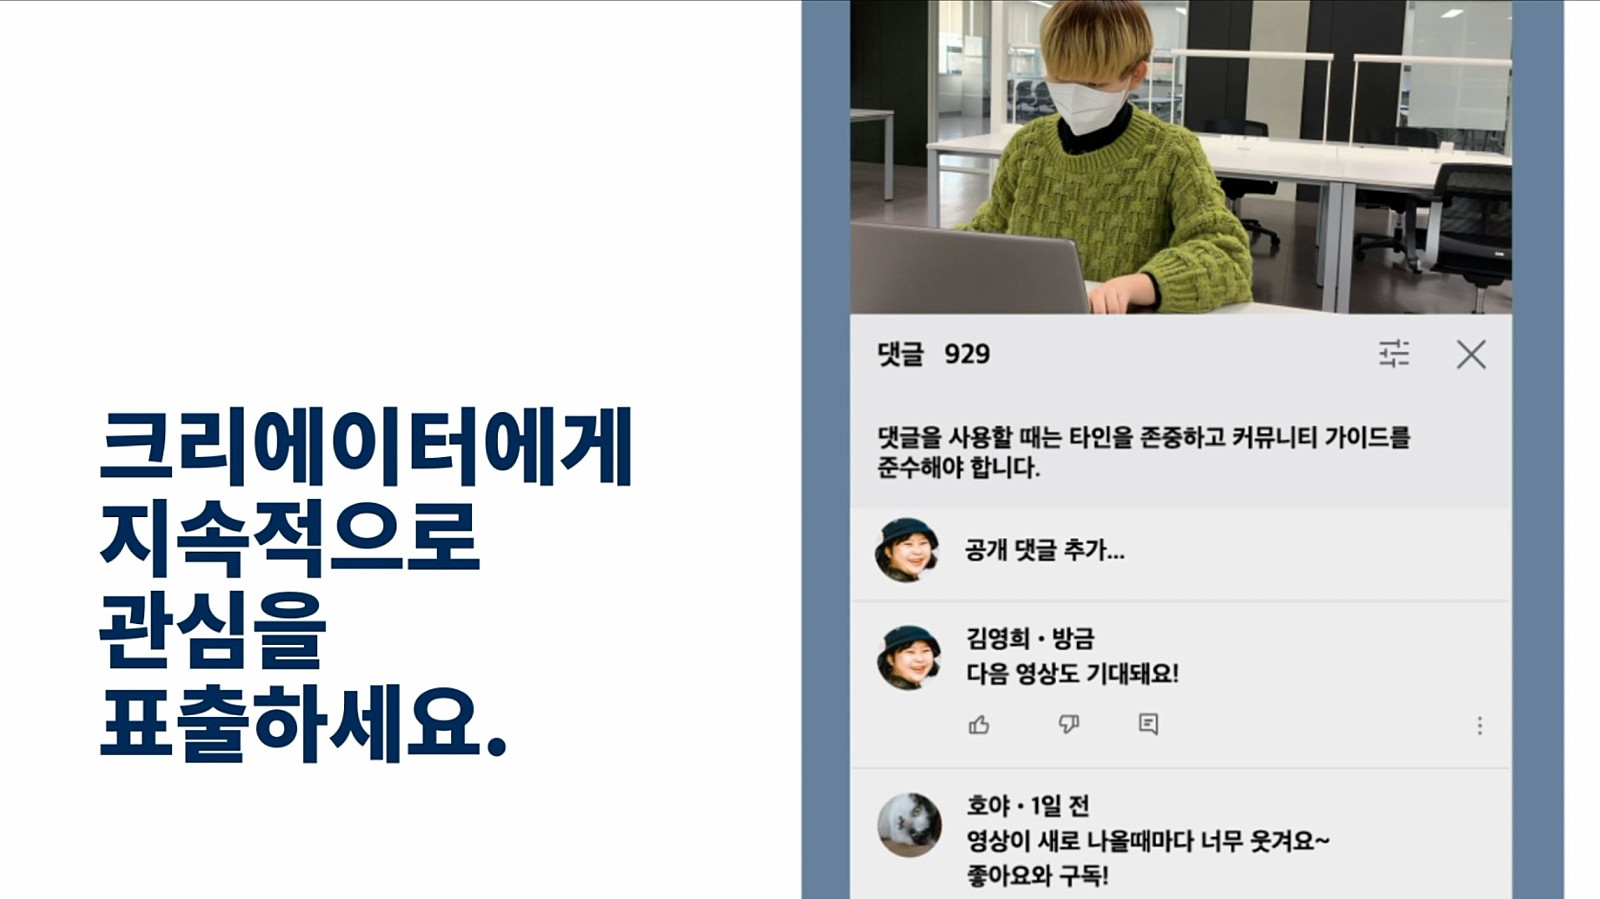 크리에이터에게
지속적으로
관심을
표출하세요.
댓글 929
댓글을 사용할 때는 타인을 존중하고 커뮤니티 가이드를
준수해야 합니다.
공개 댓글 추가...
김영희 • 방금
다음 영상도 기대돼요!
호야 • 1일 전
영상이 새로 나올때마다 너무 웃겨요~
좋아요와 구독!